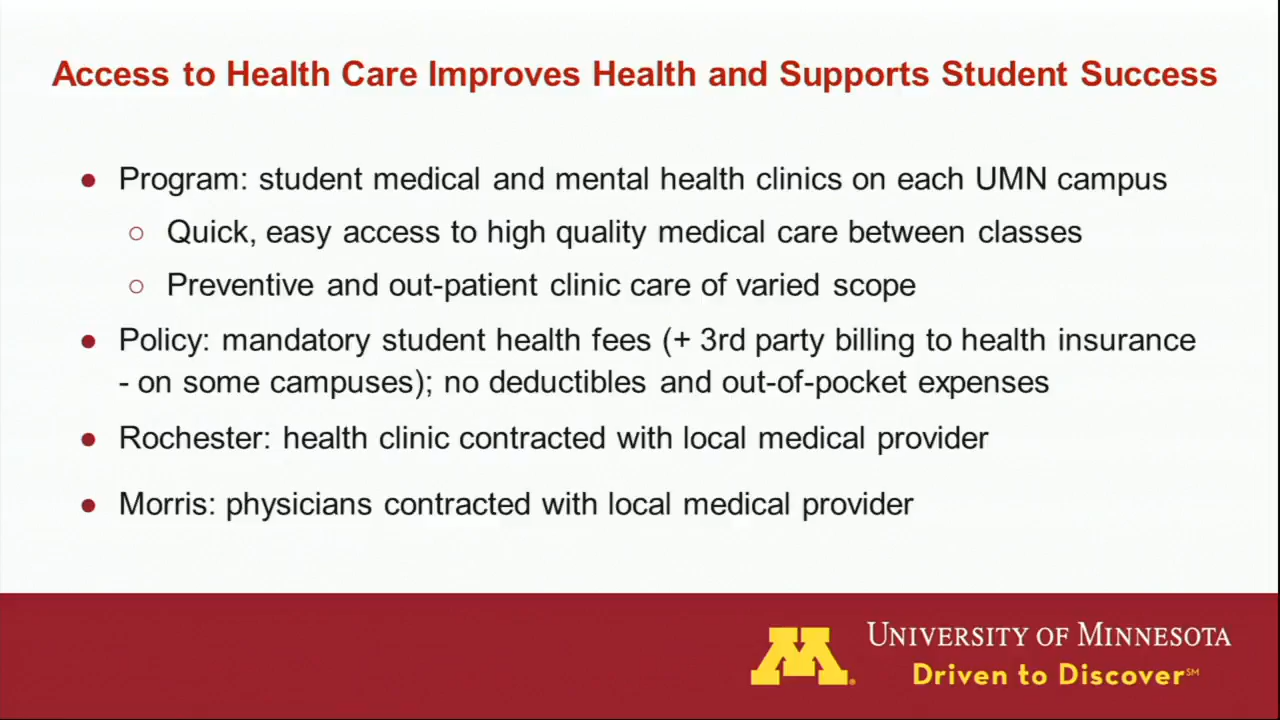 Access to Health Care Improves Health and Supports Student Success
● Program: student medical and mental health clinics on each UMN campus
○ Quick, easy access to high quality medical care between classes
○ Preventive and out-patient clinic care of varied scope
● Policy: mandatory student health fees (+ 3rd party billing to health insurance
- on some campuses); no deductibles and out-of-pocket expenses
● Rochester: health clinic contracted with local medical provider
● Morris: physicians contracted with local medical provider
M.
UNIVERSITY OF MINNESOTA
Driven to Discover℠